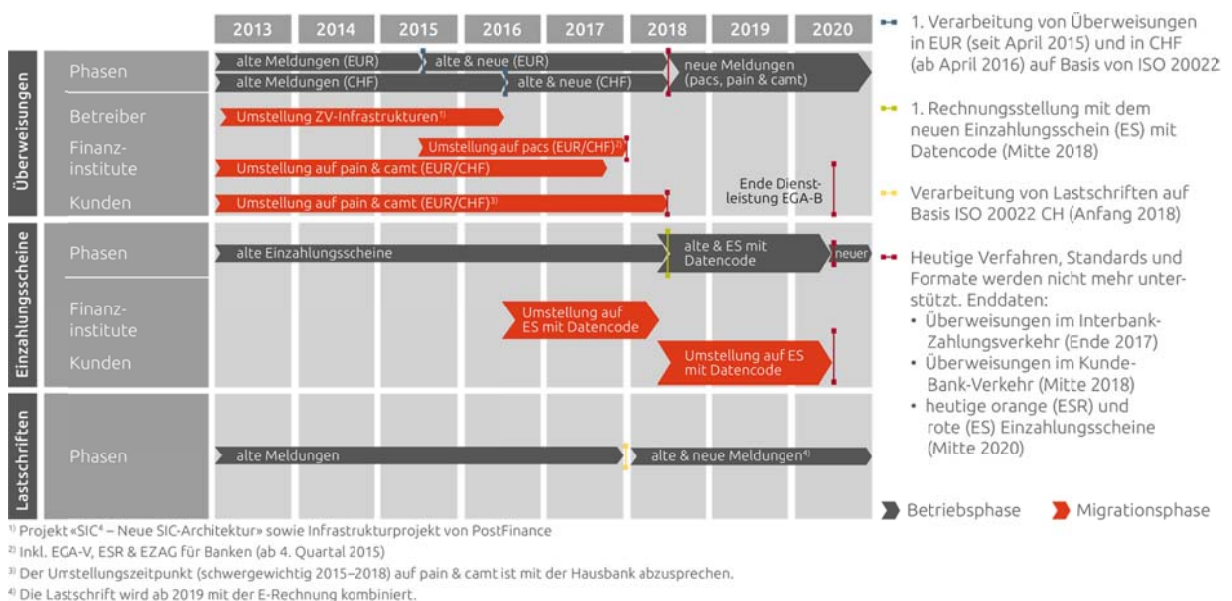 2013 2014 2015 2016 2017 2018 2019 2020
Überweisungen
Phasen
alte Meldungen (EUR)
alte & neue (EUR)
alte Meldungen (CHF)
alte & neue (CHF)
neue Meldungen
(pacs, pain & camt)
Betreiber
Umstellung ZV-Infrastrukturen¹⁾
Finanz-
institute
Umstellung auf pacs (EUR/CHF)²⁾
Umstellung auf pain & camt (EUR/CHF)
Kunden
Umstellung auf pain & camt (EUR/CHF)³⁾
Ende Dienst-
leistung EGA-B
Einzahlungsscheine
Phasen
alte Einzahlungsscheine
alte & ES mit
Datencode
neuer
Finanz-
institute
Umstellung auf
ES mit Datencode
Kunden
Umstellung auf ES
mit Datencode
Lastschriften
Phasen
alte Meldungen
alte & neue Meldungen⁴⁾
1. Verarbeitung von Überweisungen
in EUR (seit April 2015) und in CHF
(ab April 2016) auf Basis von ISO 20022
1. Rechnungsstellung mit dem
neuen Einzahlungsschein (ES) mit
Datencode (Mitte 2018)
Verarbeitung von Lastschriften auf
Basis ISO 20022 CH (Anfang 2018)
Heutige Verfahren, Standards und
Formate werden nicht mehr unter-
stützt. Enddaten:
• Überweisungen im Interbank-
Zahlungsverkehr (Ende 2017)
• Überweisungen im Kunde-
Bank-Verkehr (Mitte 2018)
• heutige orange (ESR) und
rote (ES) Einzahlungsscheine
(Mitte 2020)
Betriebsphase Migrationsphase
¹⁾ Projekt «SIC⁴ – Neue SIC-Architektur» sowie Infrastrukturprojekt von PostFinance
²⁾ Inkl. EGA-V, ESR & EZAG für Banken (ab 4. Quartal 2015)
³⁾ Der Umstellungszeitpunkt (schwergewichtig 2015–2018) auf pain & camt ist mit der Hausbank abzusprechen.
⁴⁾ Die Lastschrift wird ab 2019 mit der E-Rechnung kombiniert.